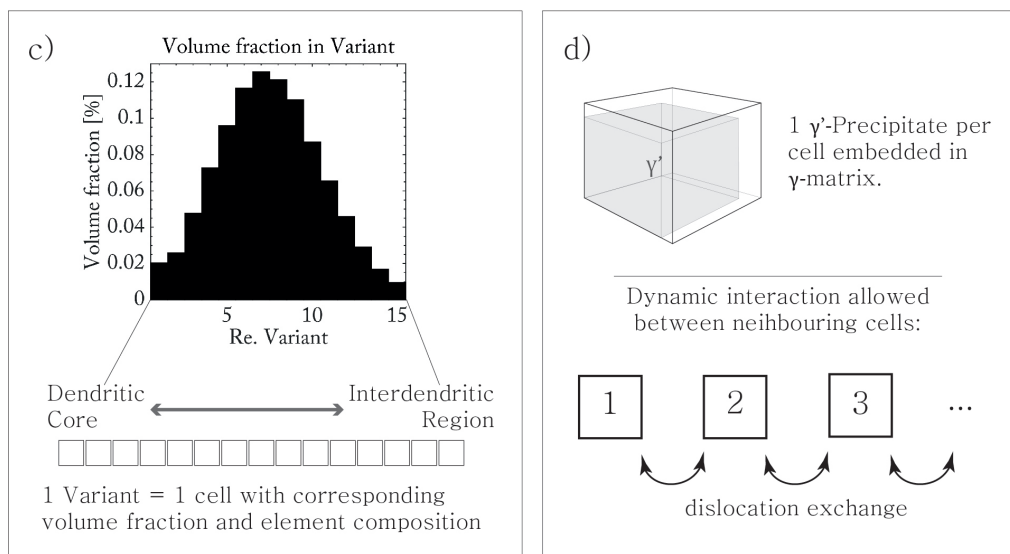 c)
Volume fraction in Variant
Volume fraction [%]
0.12
0.1
0.08
0.06
0.04
0.02
0
5
10
15
Re. Variant
Dendritic
Core
Interdendritic
Region
1 Variant = 1 cell with corresponding
volume fraction and element composition
d)
γ'
1 γ'-Precipitate per
cell embedded in
γ-matrix.
Dynamic interaction allowed
between neihbouring cells:
1
2
3
...
dislocation exchange